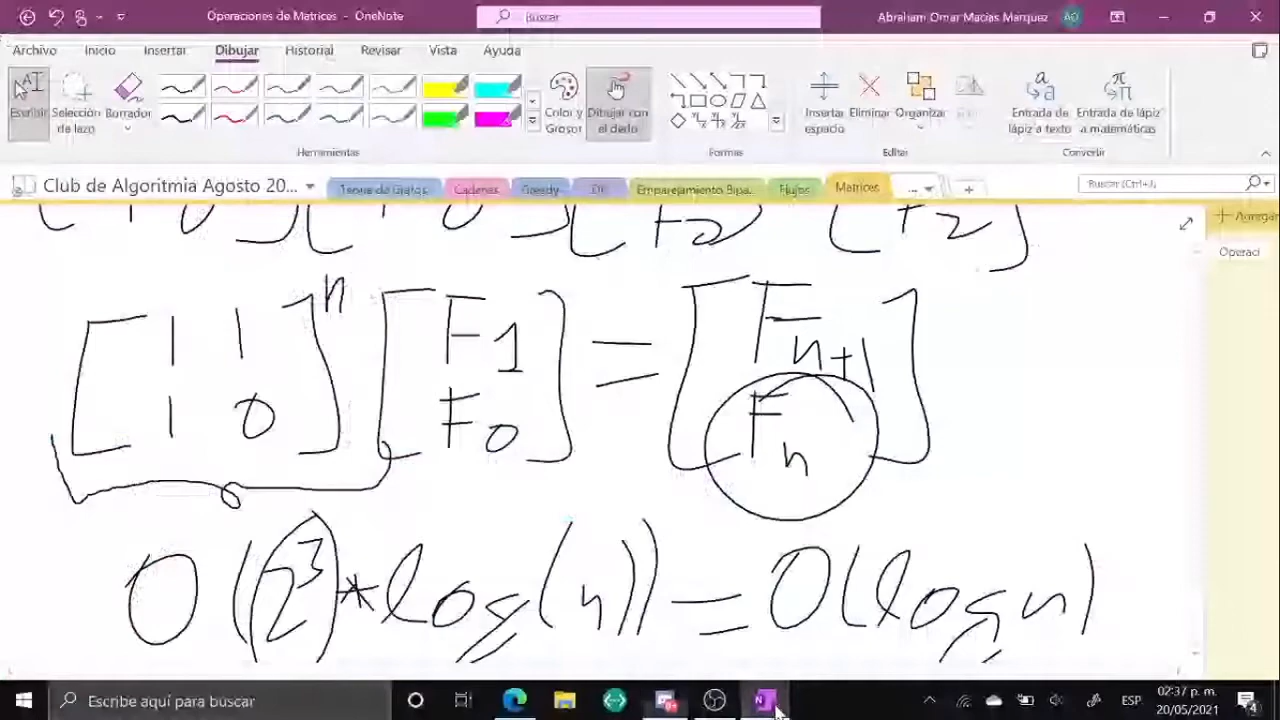 Operaciones de Matrices - OneNote
Buscar
Abraham Omar Macias Marquez
AO
Archivo Inicio Insertar Dibujar Historial Revisar Vista Ayuda
Escribir
Selección de lazo
Borrador
Color y Grosor
Dibujar con el dedo
Insertar espacio
Eliminar
Organizar
Entrada de lápiz a texto
Entrada de lápiz a matemáticas
Herramientas
Formas
Editar
Convertir
Club de Algoritmia Agosto 20...
Teoria de Grafos
Cadenas
Greedy
DP
Emparejamiento Bipa...
Flujos
Matrices
...
Buscar (Ctrl+J)
Agregar
Operaci
[1 1] n [F1] = [Fn+1]
[1 0] [F0] [Fn]
O(2^3 * log(n)) = O(log n)
Escribe aquí para buscar
ESP
02:37 p. m.
20/05/2021
4